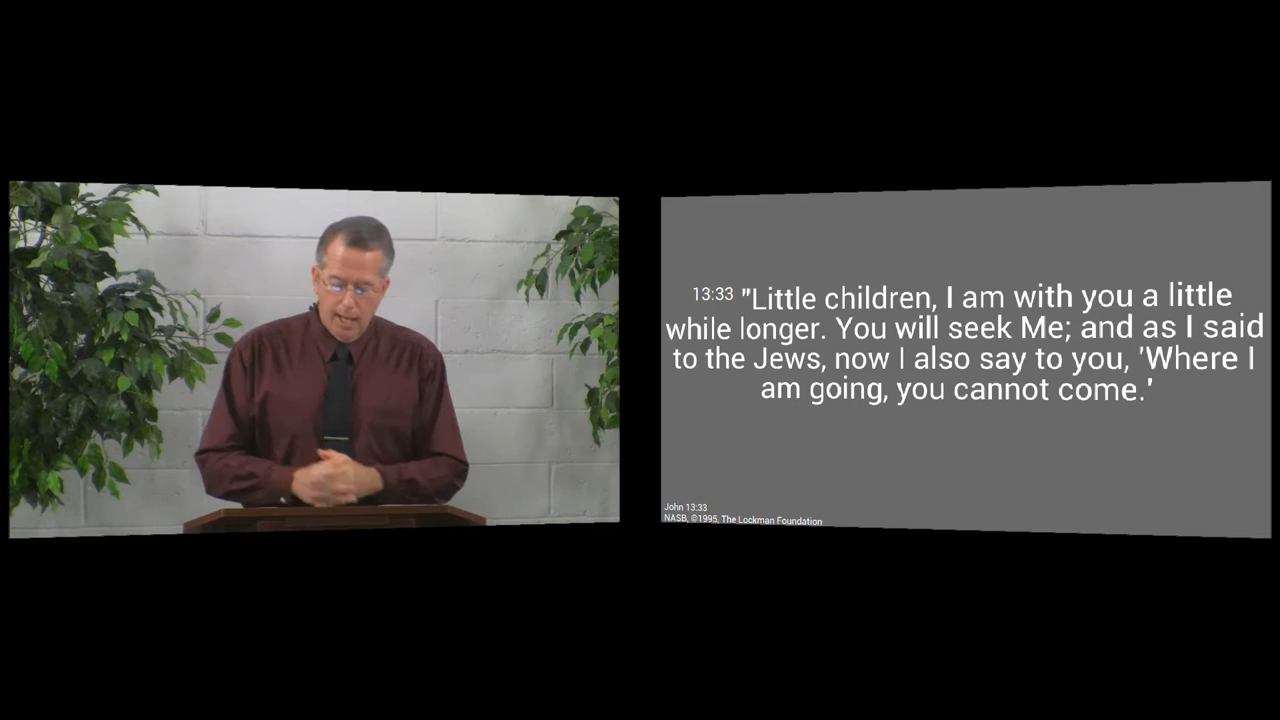 13:33 "Little children, I am with you a little
while longer. You will seek Me; and as I said
to the Jews, now I also say to you, 'Where I
am going, you cannot come.'
John 13:33
NASB, ©1995, The Lockman Foundation